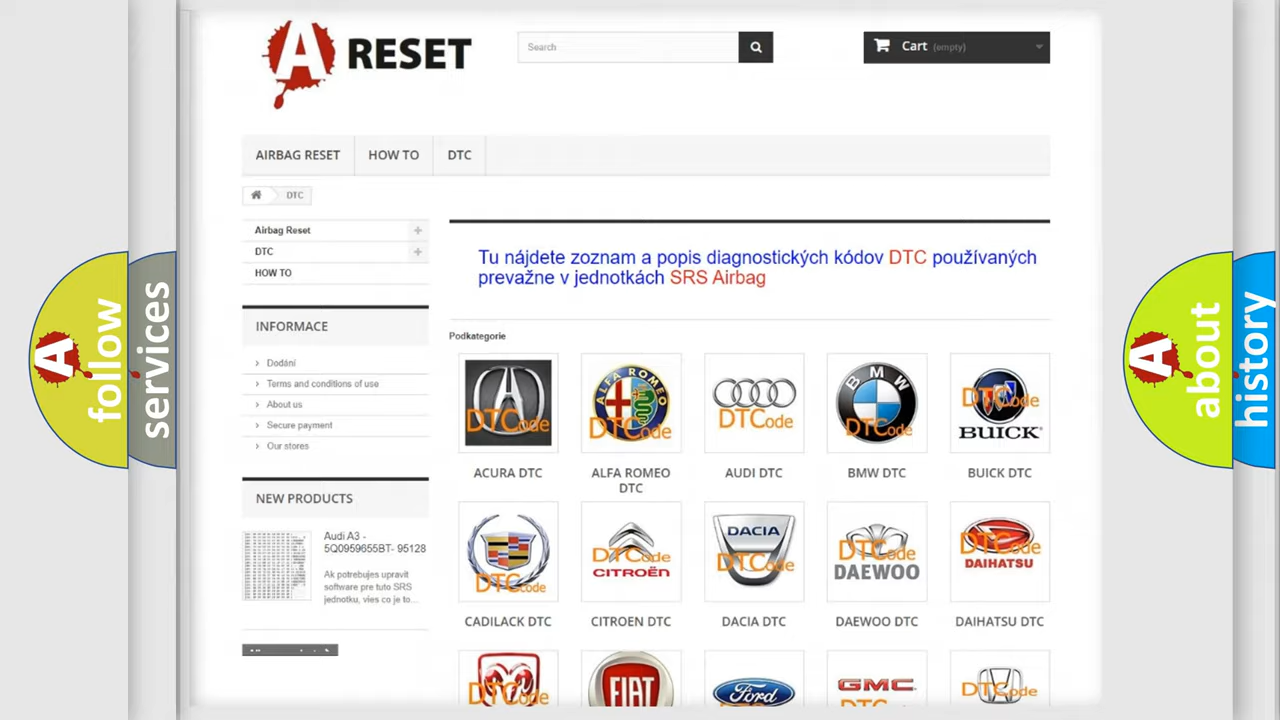 A RESET
Search
Cart (empty)
AIRBAG RESET
HOW TO
DTC
DTC
Airbag Reset
DTC
HOW TO
INFORMACE
Dodání
Terms and conditions of use
About us
Secure payment
Our stores
NEW PRODUCTS
Audi A3 -
5Q0959655BT- 95128
Ak potrebujes upravit
software pre tuto SRS
jednotku, vies co je to...
Tu nájdete zoznam a popis diagnostických kódov DTC používaných
prevažne v jednotkách SRS Airbag
Podkategorie
DTCode
ALFA ROMEO
DTCode
DTCode
BMW
DTCode
DTCode
BUICK
ACURA DTC
ALFA ROMEO
DTC
AUDI DTC
BMW DTC
BUICK DTC
DTCode
DTCode
CITROËN
DACIA
DTCode
DTCode
DAEWOO
DTCode
DAIHATSU
CADILACK DTC
CITROEN DTC
DACIA DTC
DAEWOO DTC
DAIHATSU DTC
DTCode
FIAT
Ford
GMC
DTCode
A follow
services
A about
history